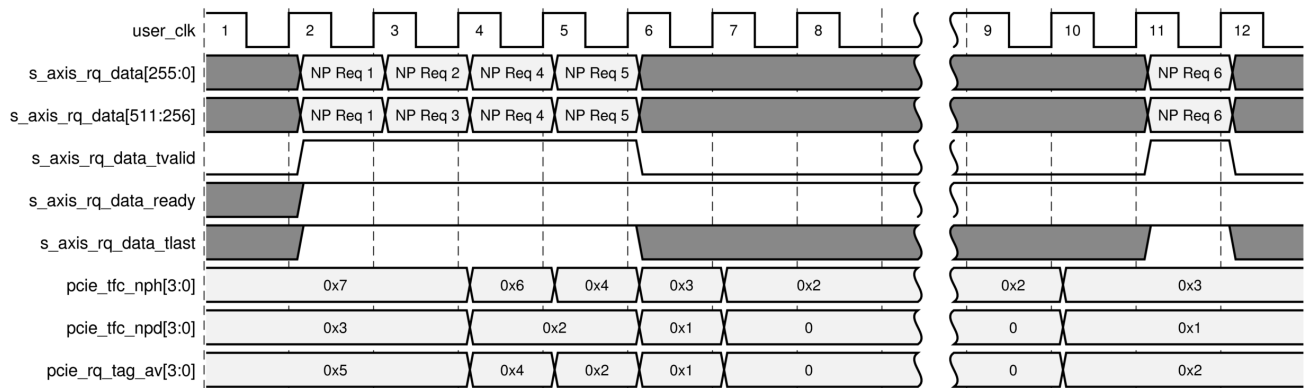 user_clk 1 2 3 4 5 6 7 8 9 10 11 12
s_axis_rq_data[255:0] NP Req 1 NP Req 2 NP Req 4 NP Req 5 NP Req 6
s_axis_rq_data[511:256] NP Req 1 NP Req 3 NP Req 4 NP Req 5 NP Req 6
s_axis_rq_data_tvalid
s_axis_rq_data_ready
s_axis_rq_data_tlast
pcie_tfc_nph[3:0] 0x7 0x6 0x4 0x3 0x2 0x2 0x3
pcie_tfc_npd[3:0] 0x3 0x2 0x1 0 0 0x1
pcie_rq_tag_av[3:0] 0x5 0x4 0x2 0x1 0 0 0x2